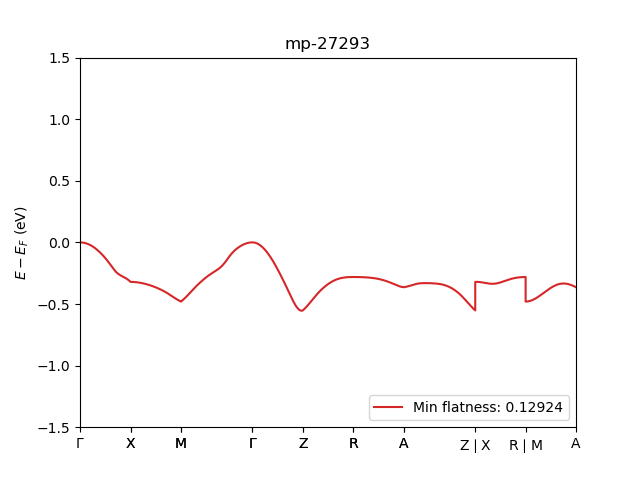 mp-27293
E − E_F (eV)
1.5
1.0
0.5
0.0
−0.5
−1.0
−1.5
Min flatness: 0.12924
Γ X M Γ Z R A Z | X R | M A